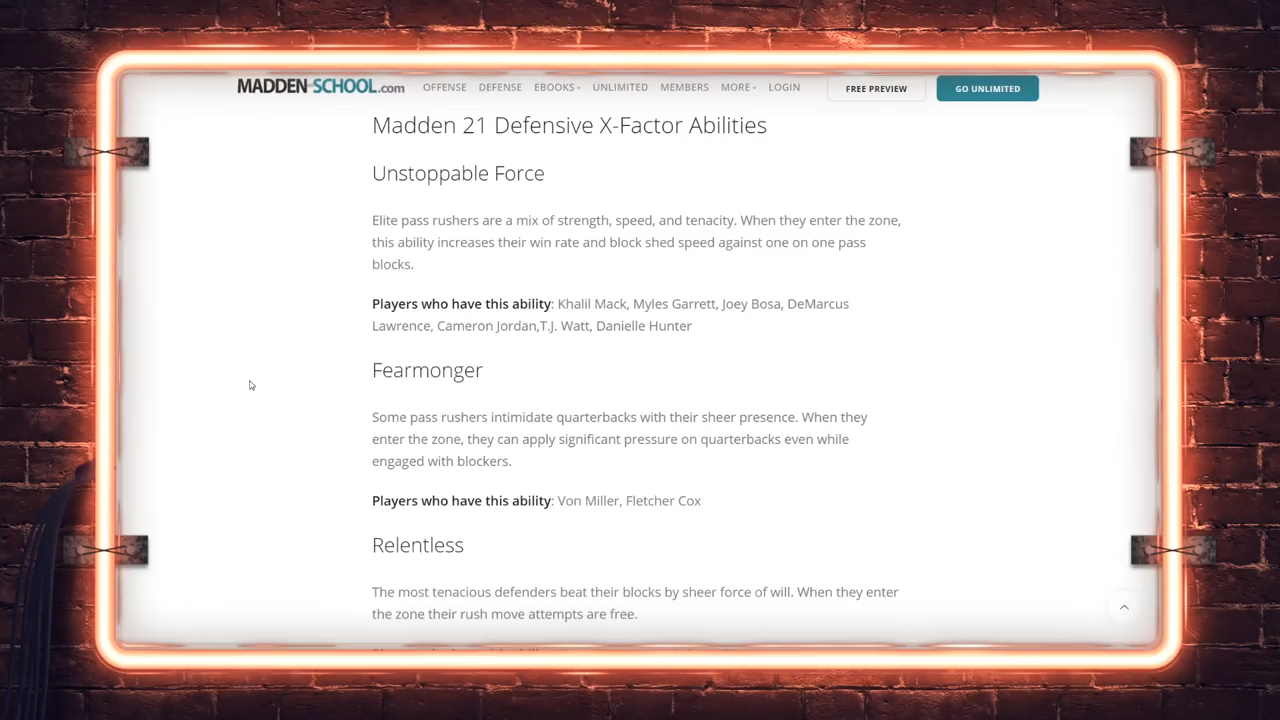 MADDEN-SCHOOL.com OFFENSE DEFENSE EBOOKS UNLIMITED MEMBERS MORE LOGIN FREE PREVIEW GO UNLIMITED
Madden 21 Defensive X-Factor Abilities
Unstoppable Force
Elite pass rushers are a mix of strength, speed, and tenacity. When they enter the zone,
this ability increases their win rate and block shed speed against one on one pass
blocks.
Players who have this ability: Khalil Mack, Myles Garrett, Joey Bosa, DeMarcus
Lawrence, Cameron Jordan,T.J. Watt, Danielle Hunter
Fearmonger
Some pass rushers intimidate quarterbacks with their sheer presence. When they
enter the zone, they can apply significant pressure on quarterbacks even while
engaged with blockers.
Players who have this ability: Von Miller, Fletcher Cox
Relentless
The most tenacious defenders beat their blocks by sheer force of will. When they enter
the zone their rush move attempts are free.